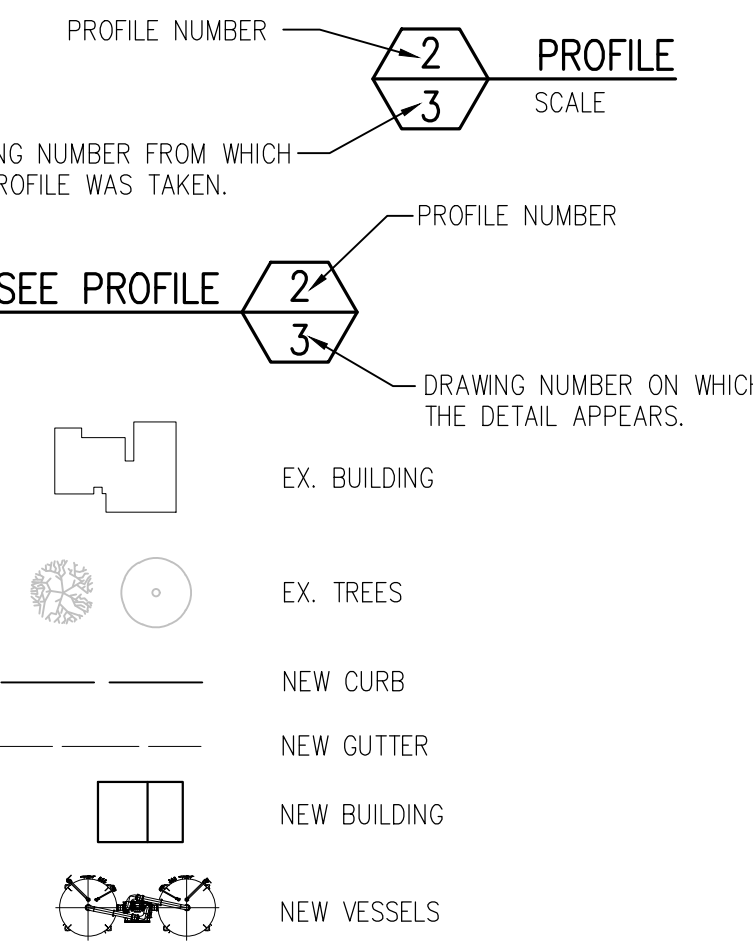 PROFILE NUMBER
2 PROFILE
3 SCALE
NUMBER FROM WHICH
WAS TAKEN.
PROFILE NUMBER
SEE PROFILE 2
3
DRAWING NUMBER ON WHICH
THE DETAIL APPEARS.
EX. BUILDING
EX. TREES
NEW CURB
NEW GUTTER
NEW BUILDING
NEW VESSELS